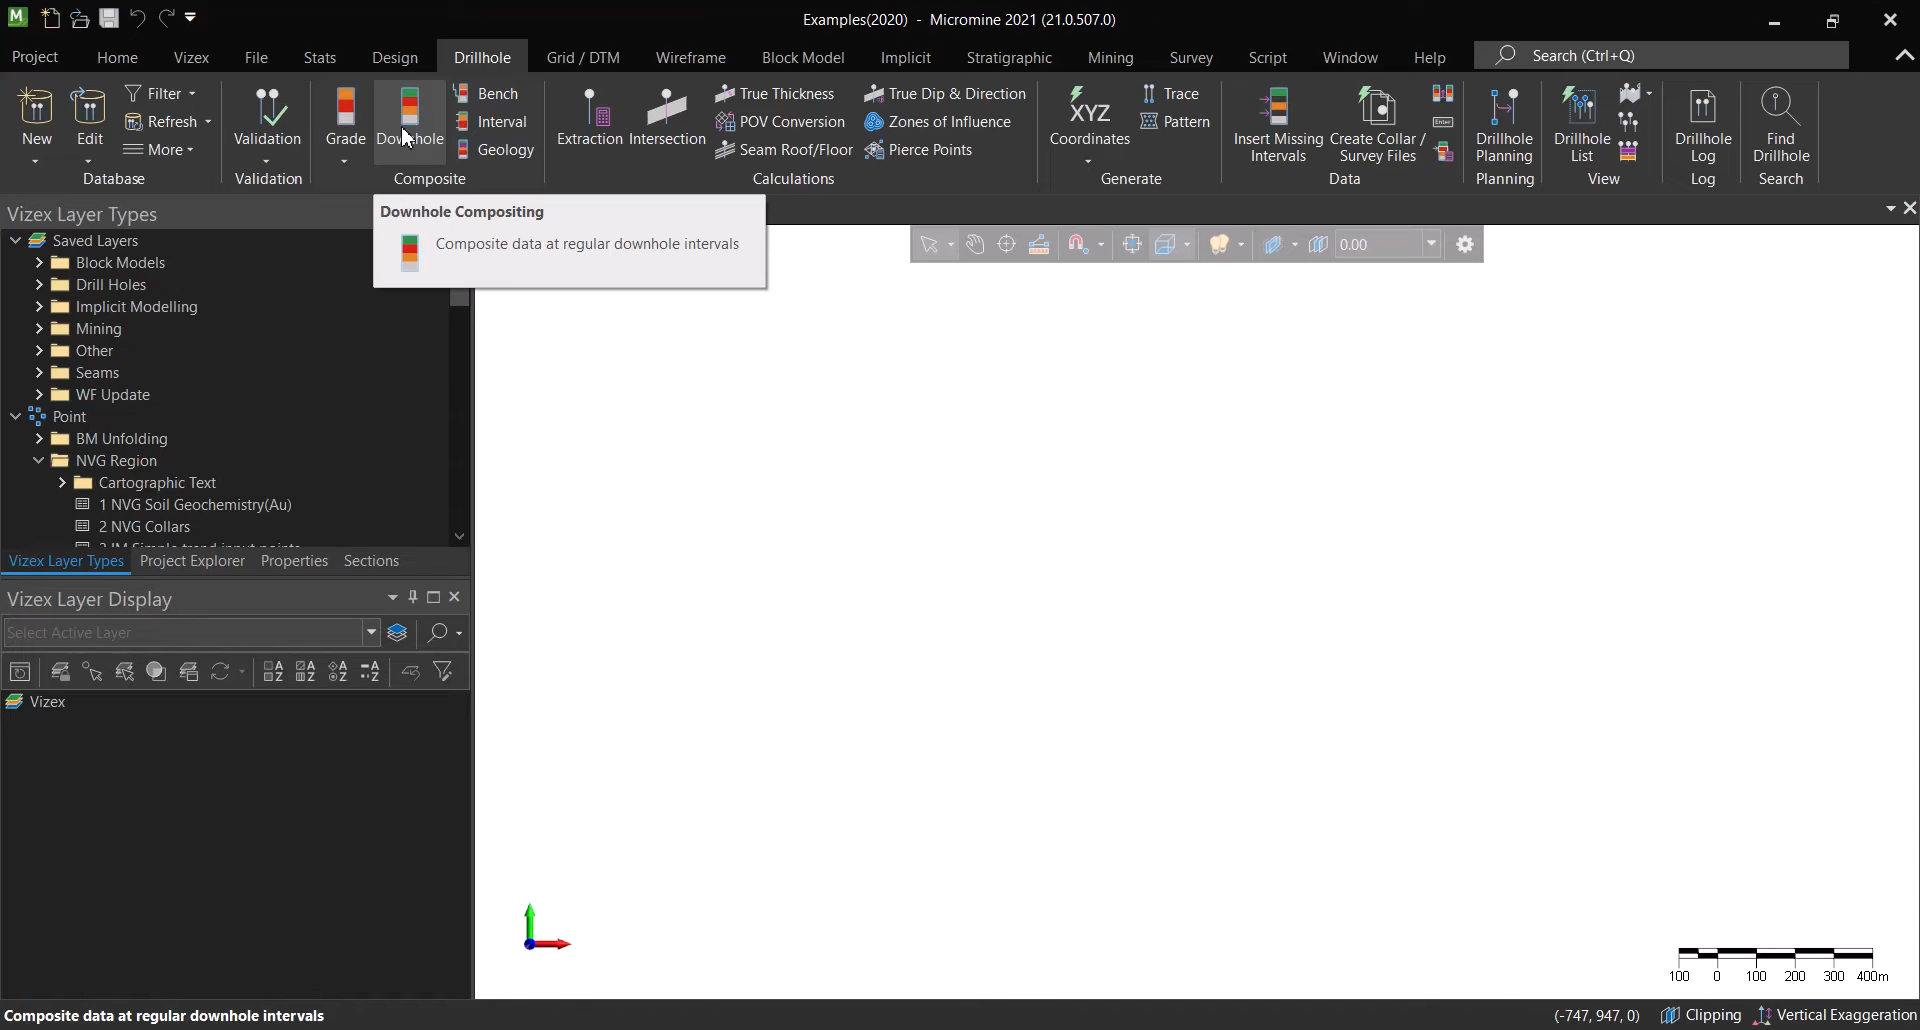 Examples(2020) - Micromine 2021 (21.0.507.0)
Project Home Vizex File Stats Design Drillhole Grid / DTM Wireframe Block Model Implicit Stratigraphic Mining Survey Script Window Help Search (Ctrl+Q)
New
Edit
Filter
Refresh
More
Database
Validation
Validation
Grade
Downhole
Bench
Interval
Geology
Composite
Extraction
Intersection
True Thickness
POV Conversion
Seam Roof/Floor
True Dip & Direction
Zones of Influence
Pierce Points
Calculations
XYZ
Coordinates
Trace
Pattern
Generate
Insert Missing
Intervals
Create Collar /
Survey Files
Enter
Data
Drillhole
Planning
Planning
Drillhole
List
View
Drillhole
Log
Log
Find
Drillhole
Search
Downhole Compositing
Composite data at regular downhole intervals
Vizex Layer Types
Saved Layers
Block Models
Drill Holes
Implicit Modelling
Mining
Other
Seams
WF Update
Point
BM Unfolding
NVG Region
Cartographic Text
1 NVG Soil Geochemistry(Au)
2 NVG Collars
Vizex Layer Types Project Explorer Properties Sections
0.00
Vizex Layer Display
Select Active Layer
Vizex
100 0 100 200 300 400m
Composite data at regular downhole intervals
(-747, 947, 0) Clipping Vertical Exaggeration